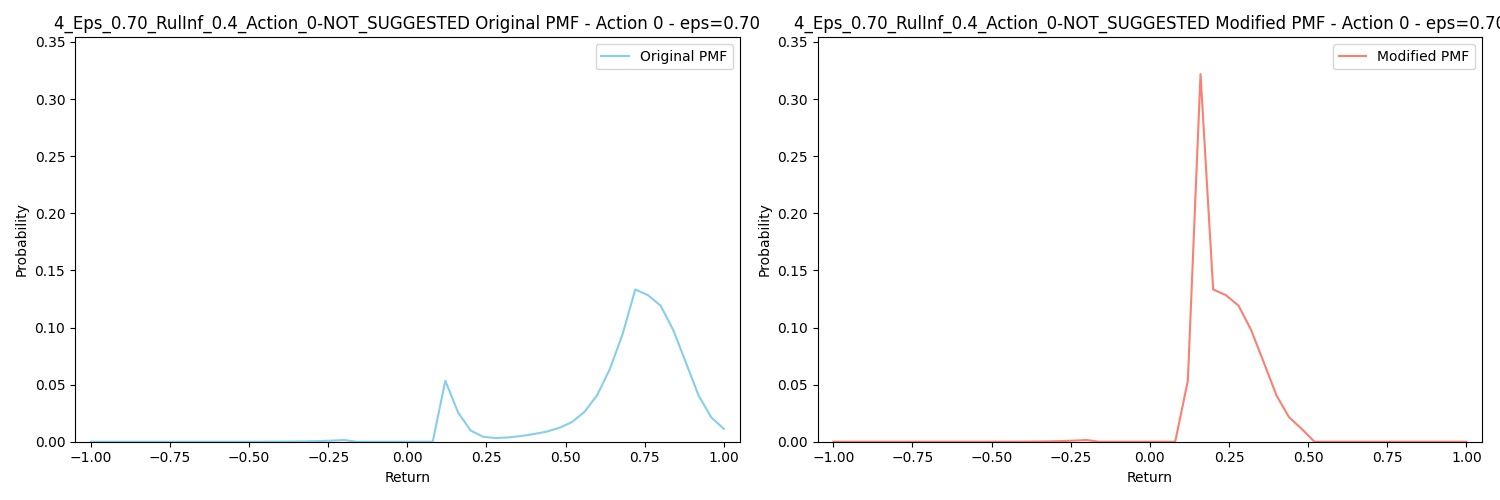 4_Eps_0.70_RulInf_0.4_Action_0-NOT_SUGGESTED Original PMF - Action 0 - eps=0.70
0.35
0.30
0.25
0.20
0.15
0.10
0.05
0.00
Probability
Original PMF
−1.00 −0.75 −0.50 −0.25 0.00 0.25 0.50 0.75 1.00
Return
4_Eps_0.70_RulInf_0.4_Action_0-NOT_SUGGESTED Modified PMF - Action 0 - eps=0.70
0.35
0.30
0.25
0.20
0.15
0.10
0.05
0.00
Probability
Modified PMF
−1.00 −0.75 −0.50 −0.25 0.00 0.25 0.50 0.75 1.00
Return